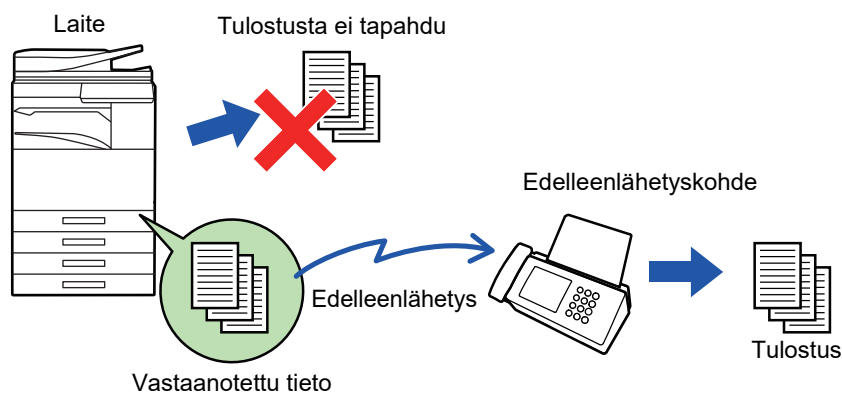 Laite
Tulostusta ei tapahdu
Edelleenlähetyskohde
Edelleenlähetys
Tulostus
Vastaanotettu tieto